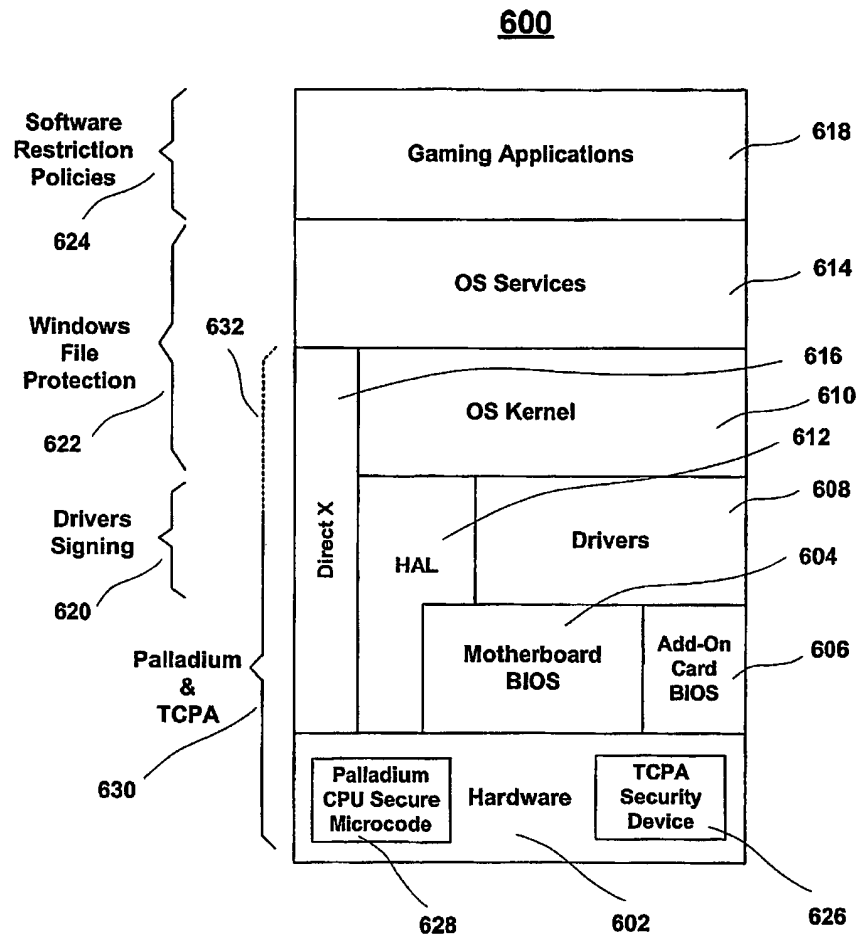 600
Software
Restriction
Policies
624
Gaming Applications
618
OS Services
614
Windows
File
Protection
622
632
616
OS Kernel
610
612
Drivers
Signing
620
Direct X
HAL
Drivers
608
604
Motherboard
BIOS
Add-On
Card
BIOS
606
Palladium
&
TCPA
630
Palladium
CPU Secure
Microcode
Hardware
TCPA
Security
Device
628
602
626